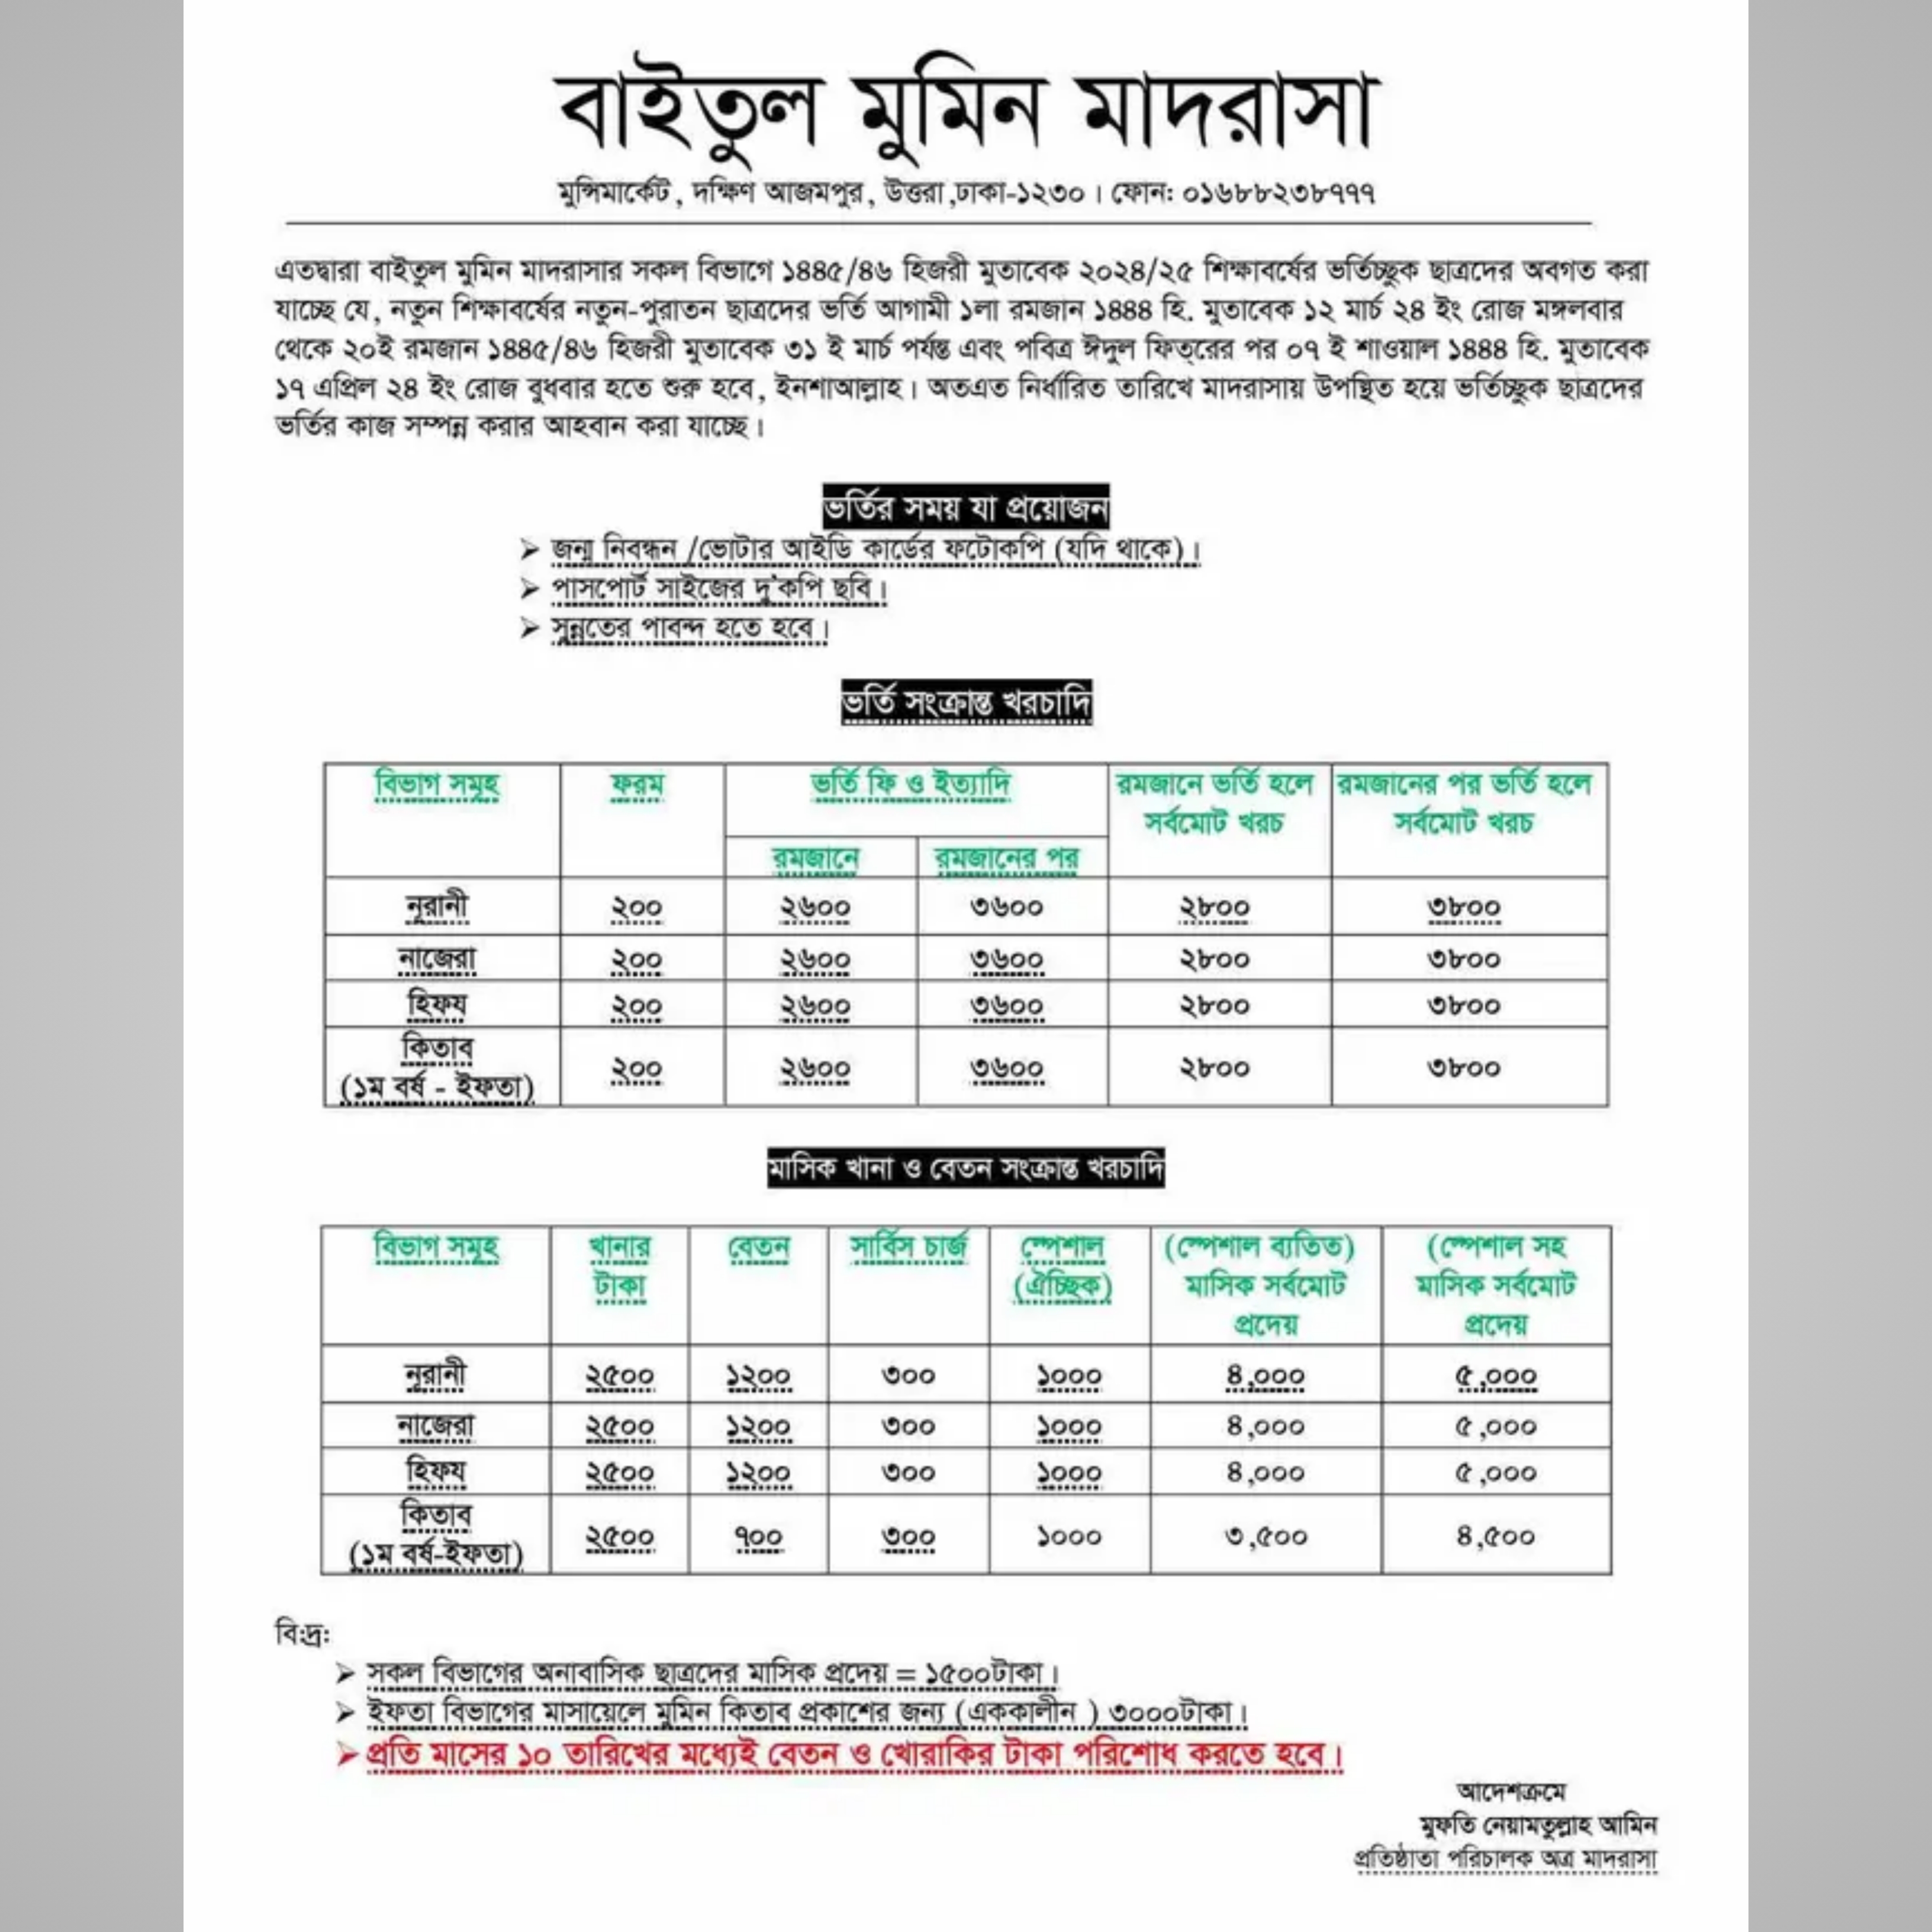 বাইতুল মুমিন মাদরাসা
মুন্সিমার্কেট, দক্ষিণ আজমপুর, উত্তরা,ঢাকা-১২৩০। ফোন: ০১৬৮৮২৩৮৭৭৭
এতদ্বারা বাইতুল মুমিন মাদরাসার সকল বিভাগে ১৪৪৫/৪৬ হিজরী মুতাবেক ২০২৪/২৫ শিক্ষাবর্ষের ভর্তিচ্ছুক ছাত্রদের অবগত করা
যাচ্ছে যে, নতুন শিক্ষাবর্ষের নতুন-পুরাতন ছাত্রদের ভর্তি আগামী ১লা রমজান ১৪৪৪ হি. মুতাবেক ১২ মার্চ ২৪ ইং রোজ মঙ্গলবার
থেকে ২০ই রমজান ১৪৪৫/৪৬ হিজরী মুতাবেক ৩১ ই মার্চ পর্যন্ত এবং পবিত্র ঈদুল ফিত্‌রের পর ০৭ ই শাওয়াল ১৪৪৪ হি. মুতাবেক
১৭ এপ্রিল ২৪ ইং রোজ বুধবার হতে শুরু হবে, ইনশাআল্লাহ। অতএত নির্ধারিত তারিখে মাদরাসায় উপস্থিত হয়ে ভর্তিচ্ছুক ছাত্রদের
ভর্তির কাজ সম্পন্ন করার আহবান করা যাচ্ছে।
ভর্তির সময় যা প্রয়োজন
➢ জন্ম নিবন্ধন /ভোটার আইডি কার্ডের ফটোকপি (যদি থাকে)।
➢ পাসপোর্ট সাইজের দু'কপি ছবি।
➢ সুন্নতের পাবন্দ হতে হবে।
ভর্তি সংক্রান্ত খরচাদি
বিভাগ সমূহ ফরম ভর্তি ফি ও ইত্যাদি রমজানে ভর্তি হলে রমজানের পর ভর্তি হলে
সর্বমোট খরচ সর্বমোট খরচ
রমজানে রমজানের পর
নূরানী ২০০ ২৬০০ ৩৬০০ ২৮০০ ৩৮০০
নাজেরা ২০০ ২৬০০ ৩৬০০ ২৮০০ ৩৮০০
হিফয ২০০ ২৬০০ ৩৬০০ ২৮০০ ৩৮০০
কিতাব
(১ম বর্ষ - ইফতা) ২০০ ২৬০০ ৩৬০০ ২৮০০ ৩৮০০
মাসিক খানা ও বেতন সংক্রান্ত খরচাদি
বিভাগ সমূহ খানার বেতন সার্বিস চার্জ স্পেশাল (স্পেশাল ব্যতিত) (স্পেশাল সহ
টাকা (ঐচ্ছিক) মাসিক সর্বমোট মাসিক সর্বমোট
প্রদেয় প্রদেয়
নূরানী ২৫০০ ১২০০ ৩০০ ১০০০ ৪,০০০ ৫,০০০
নাজেরা ২৫০০ ১২০০ ৩০০ ১০০০ ৪,০০০ ৫,০০০
হিফয ২৫০০ ১২০০ ৩০০ ১০০০ ৪,০০০ ৫,০০০
কিতাব
(১ম বর্ষ-ইফতা) ২৫০০ ৭০০ ৩০০ ১০০০ ৩,৫০০ ৪,৫০০
বি:দ্র:
➢ সকল বিভাগের অনাবাসিক ছাত্রদের মাসিক প্রদেয় = ১৫০০টাকা।
➢ ইফতা বিভাগের মাসায়েলে মুমিন কিতাব প্রকাশের জন্য (এককালীন ) ৩০০০টাকা।
➢ প্রতি মাসের ১০ তারিখের মধ্যেই বেতন ও খোরাকির টাকা পরিশোধ করতে হবে।
আদেশক্রমে
মুফতি নেয়ামতুল্লাহ আমিন
প্রতিষ্ঠাতা পরিচালক অত্র মাদরাসা